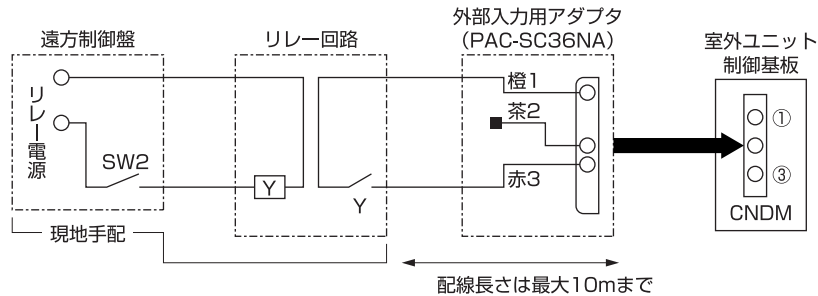 遠方制御盤
リレー回路
外部入力用アダプタ
（PAC-SC36NA）
室外ユニット
制御基板
リレー電源
SW2
Y
Y
橙1
茶2
赤3
①
③
CNDM
現地手配
配線長さは最大10mまで